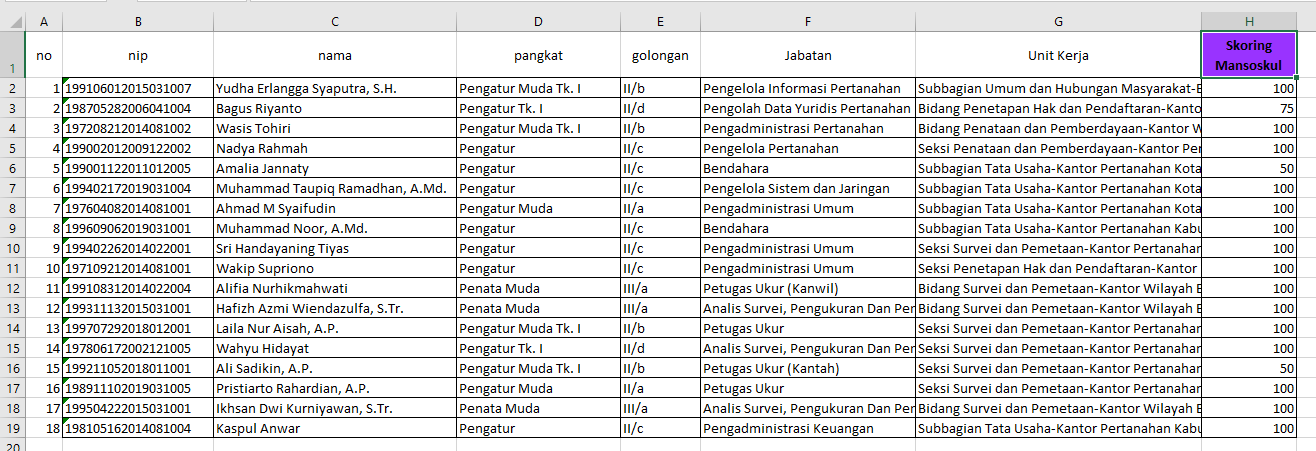 A B C D E F G H
1 no nip nama pangkat golongan Jabatan Unit Kerja Skoring Mansoskul
2 1 199106012015031007 Yudha Erlangga Syaputra, S.H. Pengatur Muda Tk. I II/b Pengelola Informasi Pertanahan Subbagian Umum dan Hubungan Masyarakat-B 100
3 2 198705282006041004 Bagus Riyanto Pengatur Tk. I II/d Pengolah Data Yuridis Pertanahan Bidang Penetapan Hak dan Pendaftaran-Kanto 75
4 3 197208212014081002 Wasis Tohiri Pengatur Muda Tk. I II/b Pengadministrasi Pertanahan Bidang Penataan dan Pemberdayaan-Kantor W 100
5 4 199002012009122002 Nadya Rahmah Pengatur II/c Pengelola Pertanahan Seksi Penataan dan Pemberdayaan-Kantor Per 100
6 5 199001122011012005 Amalia Jannaty Pengatur II/c Bendahara Subbagian Tata Usaha-Kantor Pertanahan Kota 50
7 6 199402172019031004 Muhammad Taupiq Ramadhan, A.Md. Pengatur II/c Pengelola Sistem dan Jaringan Subbagian Tata Usaha-Kantor Pertanahan Kota 100
8 7 197604082014081001 Ahmad M Syaifudin Pengatur Muda II/a Pengadministrasi Umum Subbagian Tata Usaha-Kantor Pertanahan Kota 100
9 8 199609062019031001 Muhammad Noor, A.Md. Pengatur II/c Bendahara Subbagian Tata Usaha-Kantor Pertanahan Kabu 100
10 9 199402262014022001 Sri Handayaning Tiyas Pengatur II/c Pengadministrasi Umum Seksi Survei dan Pemetaan-Kantor Pertanahan 100
11 10 197109212014081001 Wakip Supriono Pengatur II/c Pengadministrasi Umum Seksi Penetapan Hak dan Pendaftaran-Kantor 100
12 11 199108312014022004 Alifia Nurhikmahwati Penata Muda III/a Petugas Ukur (Kanwil) Bidang Survei dan Pemetaan-Kantor Wilayah B 100
13 12 199311132015031001 Hafizh Azmi Wiendazulfa, S.Tr. Penata Muda III/a Analis Survei, Pengukuran Dan Per Bidang Survei dan Pemetaan-Kantor Wilayah B 100
14 13 199707292018012001 Laila Nur Aisah, A.P. Pengatur Muda Tk. I II/b Petugas Ukur Seksi Survei dan Pemetaan-Kantor Pertanahar 100
15 14 197806172002121005 Wahyu Hidayat Pengatur Tk. I II/d Analis Survei, Pengukuran Dan Per Seksi Survei dan Pemetaan-Kantor Pertanahar 100
16 15 199211052018011001 Ali Sadikin, A.P. Pengatur Muda Tk. I II/b Petugas Ukur (Kantah) Seksi Survei dan Pemetaan-Kantor Pertanahar 50
17 16 198911102019031005 Pristiarto Rahardian, A.P. Pengatur Muda II/a Petugas Ukur Seksi Survei dan Pemetaan-Kantor Pertanahar 100
18 17 199504222015031001 Ikhsan Dwi Kurniyawan, S.Tr. Penata Muda III/a Analis Survei, Pengukuran Dan Per Bidang Survei dan Pemetaan-Kantor Wilayah B 100
19 18 198105162014081004 Kaspul Anwar Pengatur II/c Pengadministrasi Keuangan Subbagian Tata Usaha-Kantor Pertanahan Kabu 100
20